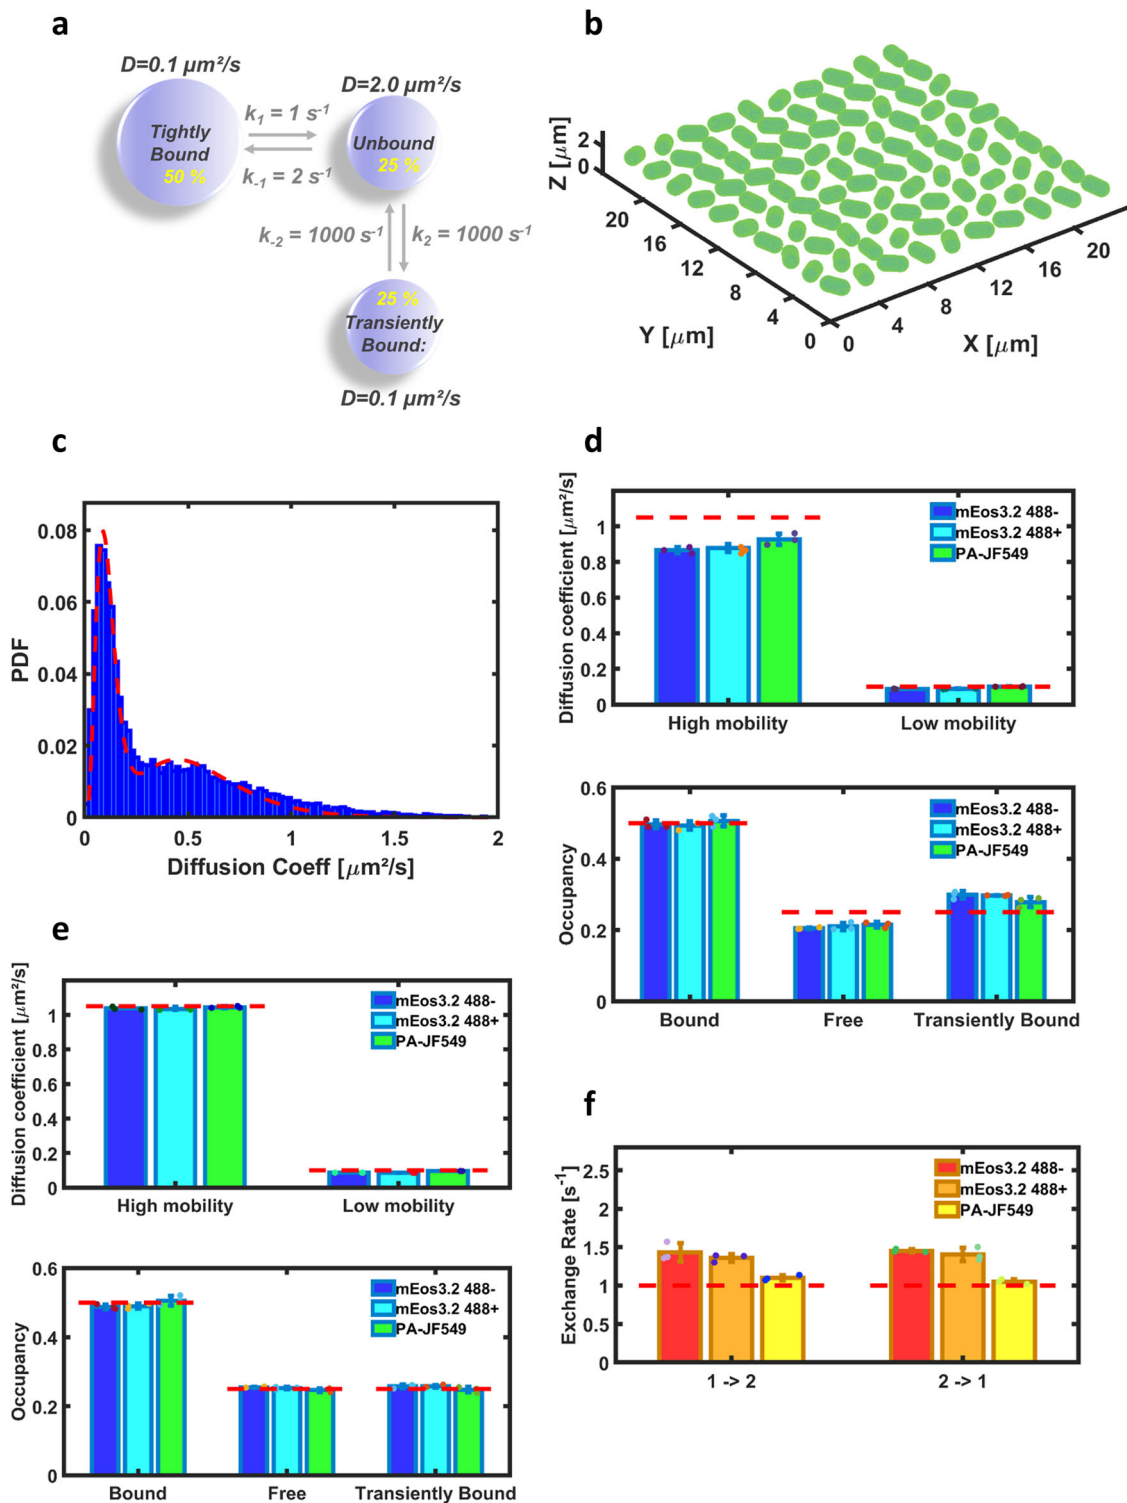 a
D=0.1 µm²/s
D=2.0 µm²/s
k1 = 1 s-1
Tightly
Bound
50 %
Unbound
25 %
k-1 = 2 s-1
k-2 = 1000 s-1
k2 = 1000 s-1
25 %
Transiently
Bound:
D=0.1 µm²/s
b
Z [µm]
2
0
20
16
12
8
4
0
Y [µm]
0
4
8
12
16
20
X [µm]
c
PDF
0.08
0.06
0.04
0.02
0
0
0.5
1
1.5
2
Diffusion Coeff [µm²/s]
d
Diffusion coefficient [µm²/s]
1
0.8
0.6
0.4
0.2
0
mEos3.2 488-
mEos3.2 488+
PA-JF549
High mobility
Low mobility
Occupancy
0.6
0.4
0.2
0
mEos3.2 488-
mEos3.2 488+
PA-JF549
Bound
Free
Transiently Bound
e
Diffusion coefficient [µm²/s]
1
0.8
0.6
0.4
0.2
0
mEos3.2 488-
mEos3.2 488+
PA-JF549
High mobility
Low mobility
Occupancy
0.6
0.4
0.2
0
mEos3.2 488-
mEos3.2 488+
PA-JF549
Bound
Free
Transiently Bound
f
Exchange Rate [s-1]
2.5
2
1.5
1
0.5
0
mEos3.2 488-
mEos3.2 488+
PA-JF549
1 -> 2
2 -> 1